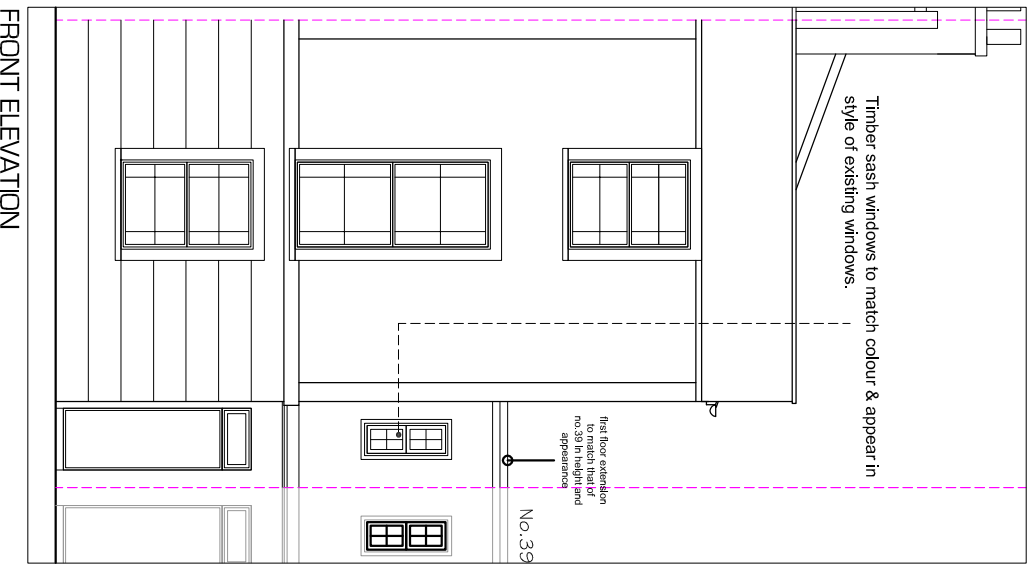 Timber sash windows to match colour & appear in
style of existing windows.
first floor extension
to match that of
no.39 in height and
appearance
No.39
FRONT ELEVATION